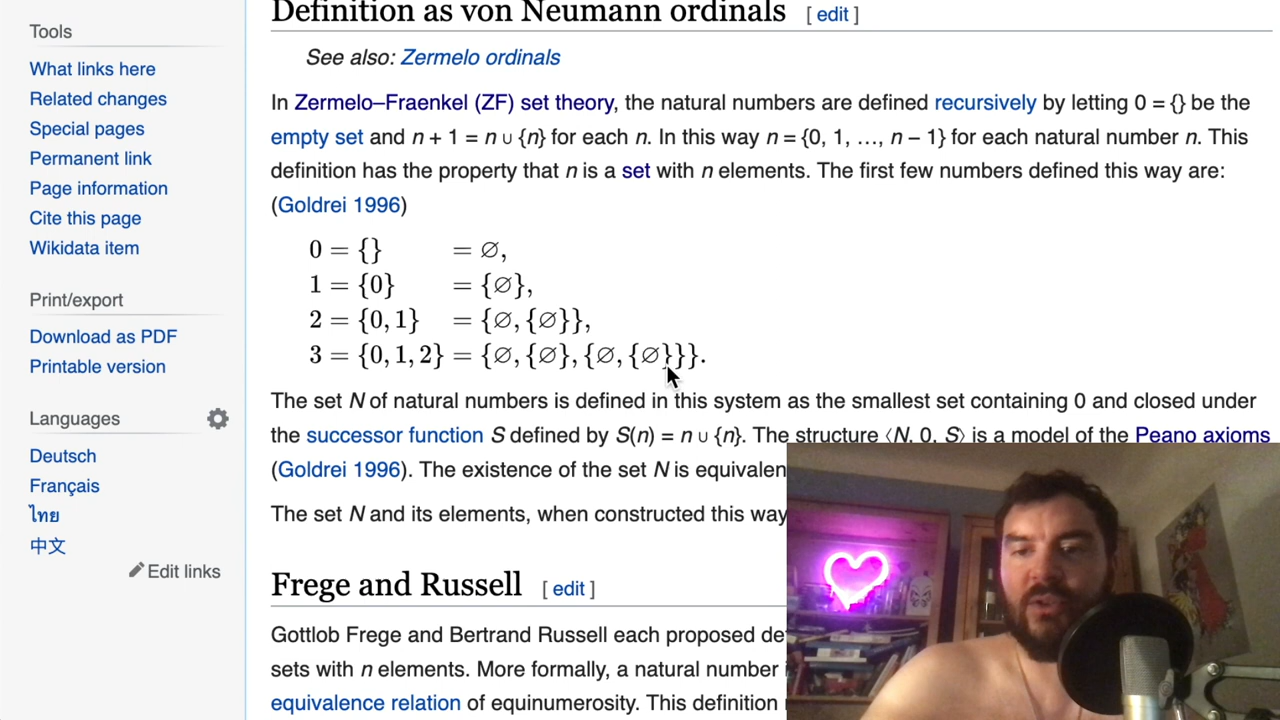 Tools
What links here
Related changes
Special pages
Permanent link
Page information
Cite this page
Wikidata item
Print/export
Download as PDF
Printable version
Languages
Deutsch
Français
ไทย
中文
Edit links
Definition as von Neumann ordinals [ edit ]
See also: Zermelo ordinals
In Zermelo–Fraenkel (ZF) set theory, the natural numbers are defined recursively by letting 0 = {} be the
empty set and n + 1 = n ∪ {n} for each n. In this way n = {0, 1, …, n − 1} for each natural number n. This
definition has the property that n is a set with n elements. The first few numbers defined this way are:
(Goldrei 1996)
0 = {} = ∅,
1 = {0} = {∅},
2 = {0, 1} = {∅, {∅}},
3 = {0, 1, 2} = {∅, {∅}, {∅, {∅}}}.
The set N of natural numbers is defined in this system as the smallest set containing 0 and closed under
the successor function S defined by S(n) = n ∪ {n}. The structure ⟨N, 0, S⟩ is a model of the Peano axioms
(Goldrei 1996). The existence of the set N is equivalen
The set N and its elements, when constructed this way
Frege and Russell [ edit ]
Gottlob Frege and Bertrand Russell each proposed de
sets with n elements. More formally, a natural number
equivalence relation of equinumerosity. This definition